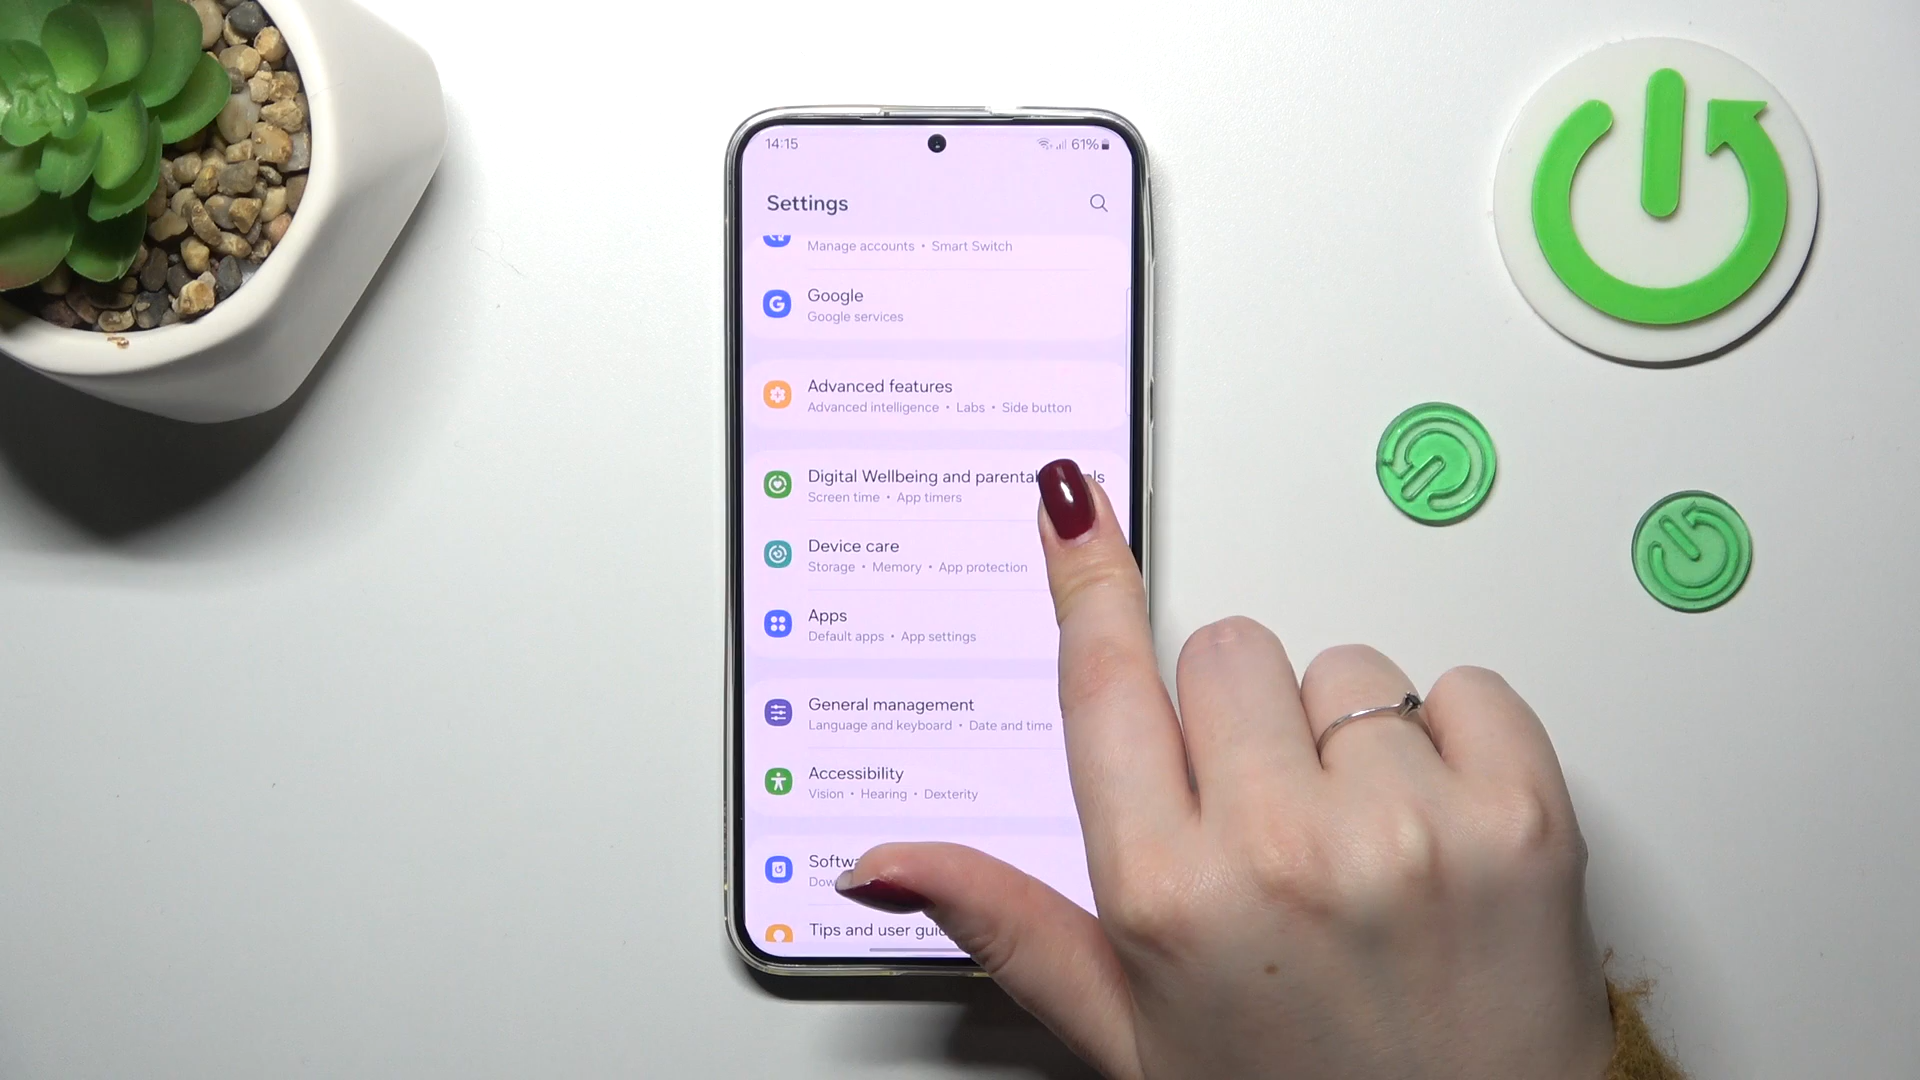 14:15
61%
Settings
Manage accounts • Smart Switch
Google
Google services
Advanced features
Advanced intelligence • Labs • Side button
Digital Wellbeing and parental
Screen time • App timers
Device care
Storage • Memory • App protection
Apps
Default apps • App settings
General management
Language and keyboard • Date and time
Accessibility
Vision • Hearing • Dexterity
Tips and user